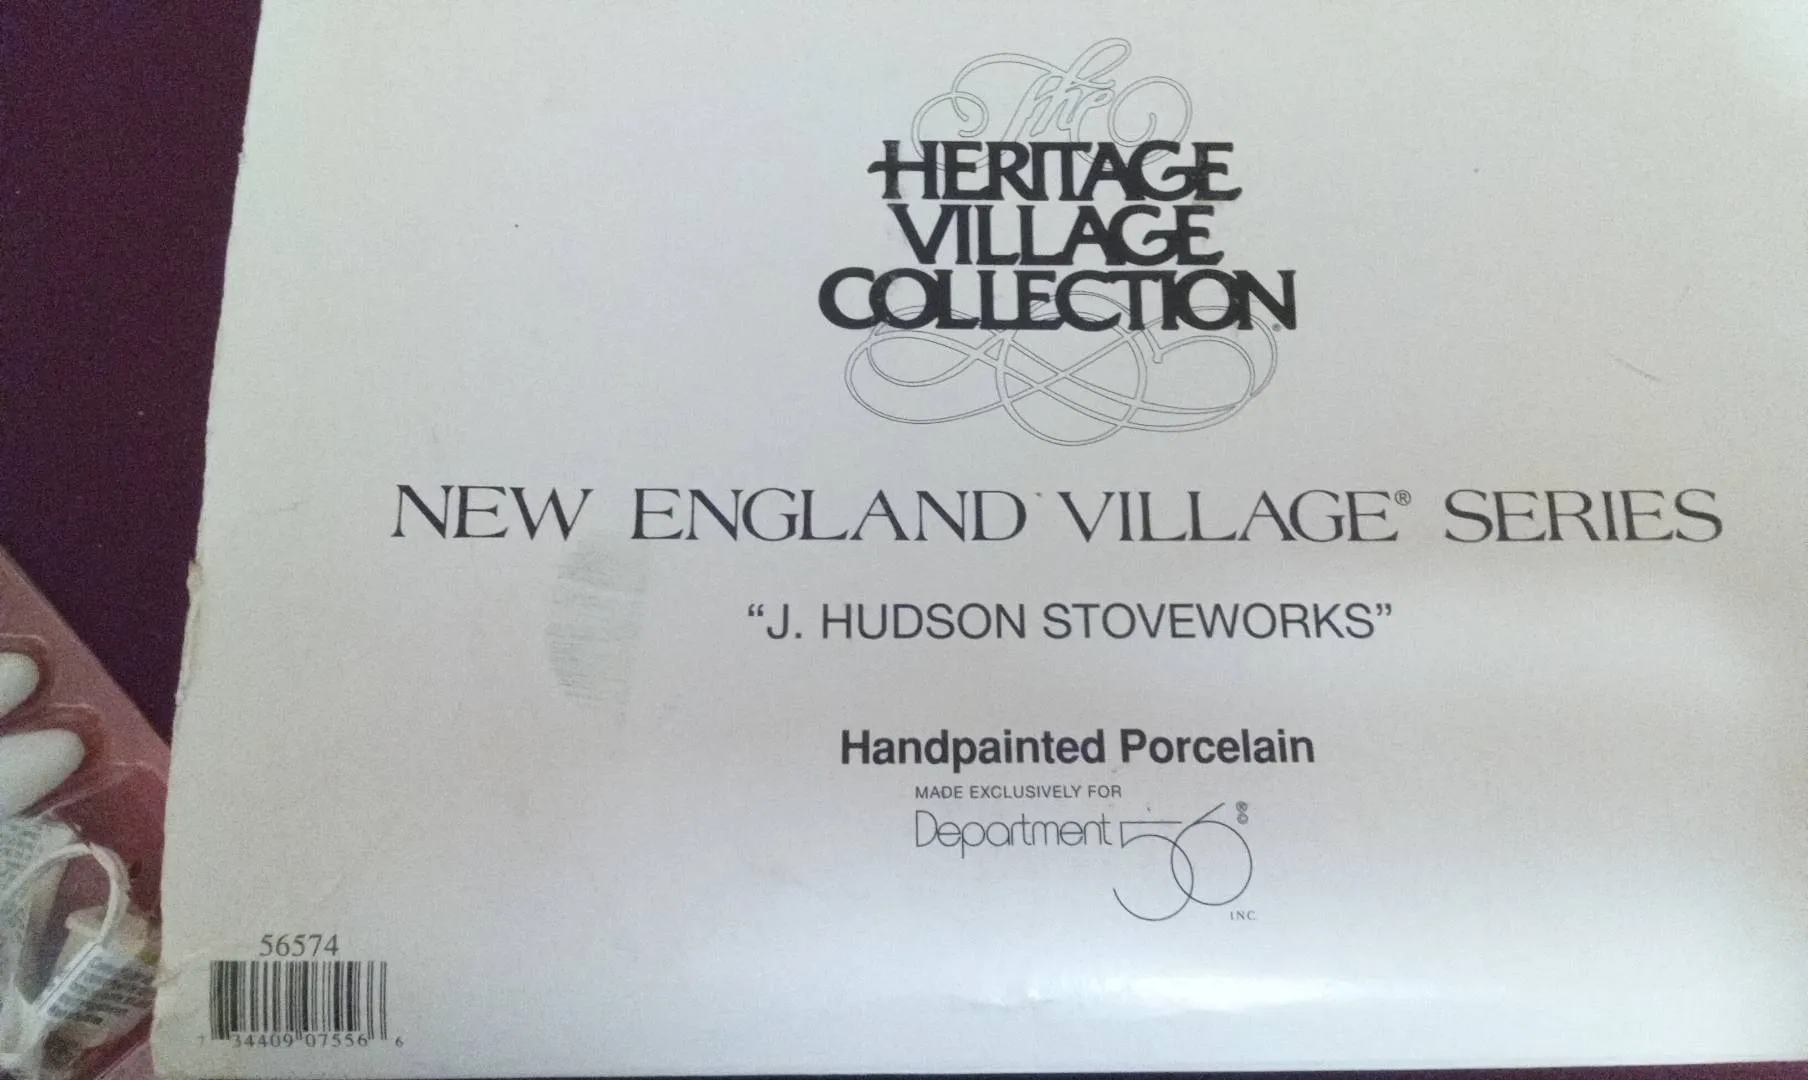 The
HERITAGE
VILLAGE
COLLECTION®
NEW ENGLAND VILLAGE® SERIES
“J. HUDSON STOVEWORKS”
Handpainted Porcelain
MADE EXCLUSIVELY FOR
Department 56 ®©
INC.
56574
7 34409 07556 6